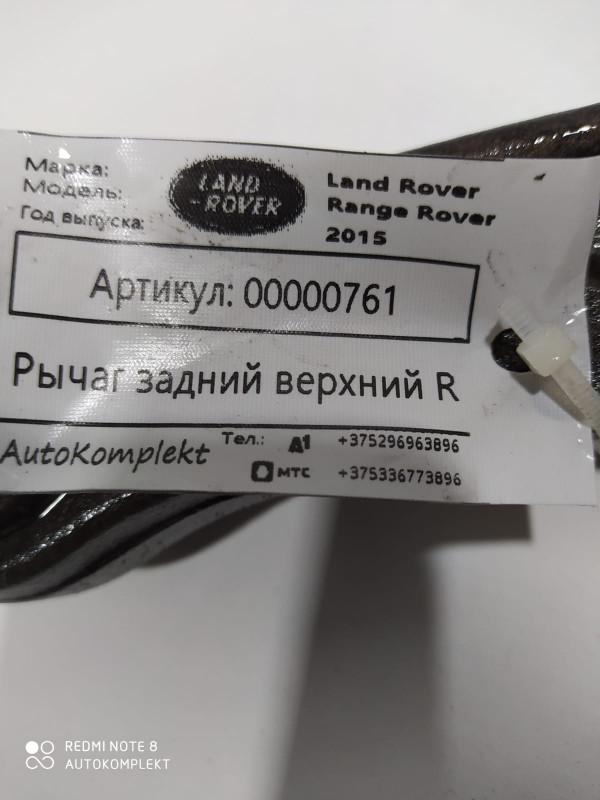 Марка:
Модель:
Год выпуска:
LAND
-ROVER
Land Rover
Range Rover
2015
Артикул: 00000761
Рычаг задний верхний R
AutoKomplekt
Тел.: A1 +375296963896
МТС +375336773896
REDMI NOTE 8
AUTOKOMPLEKT